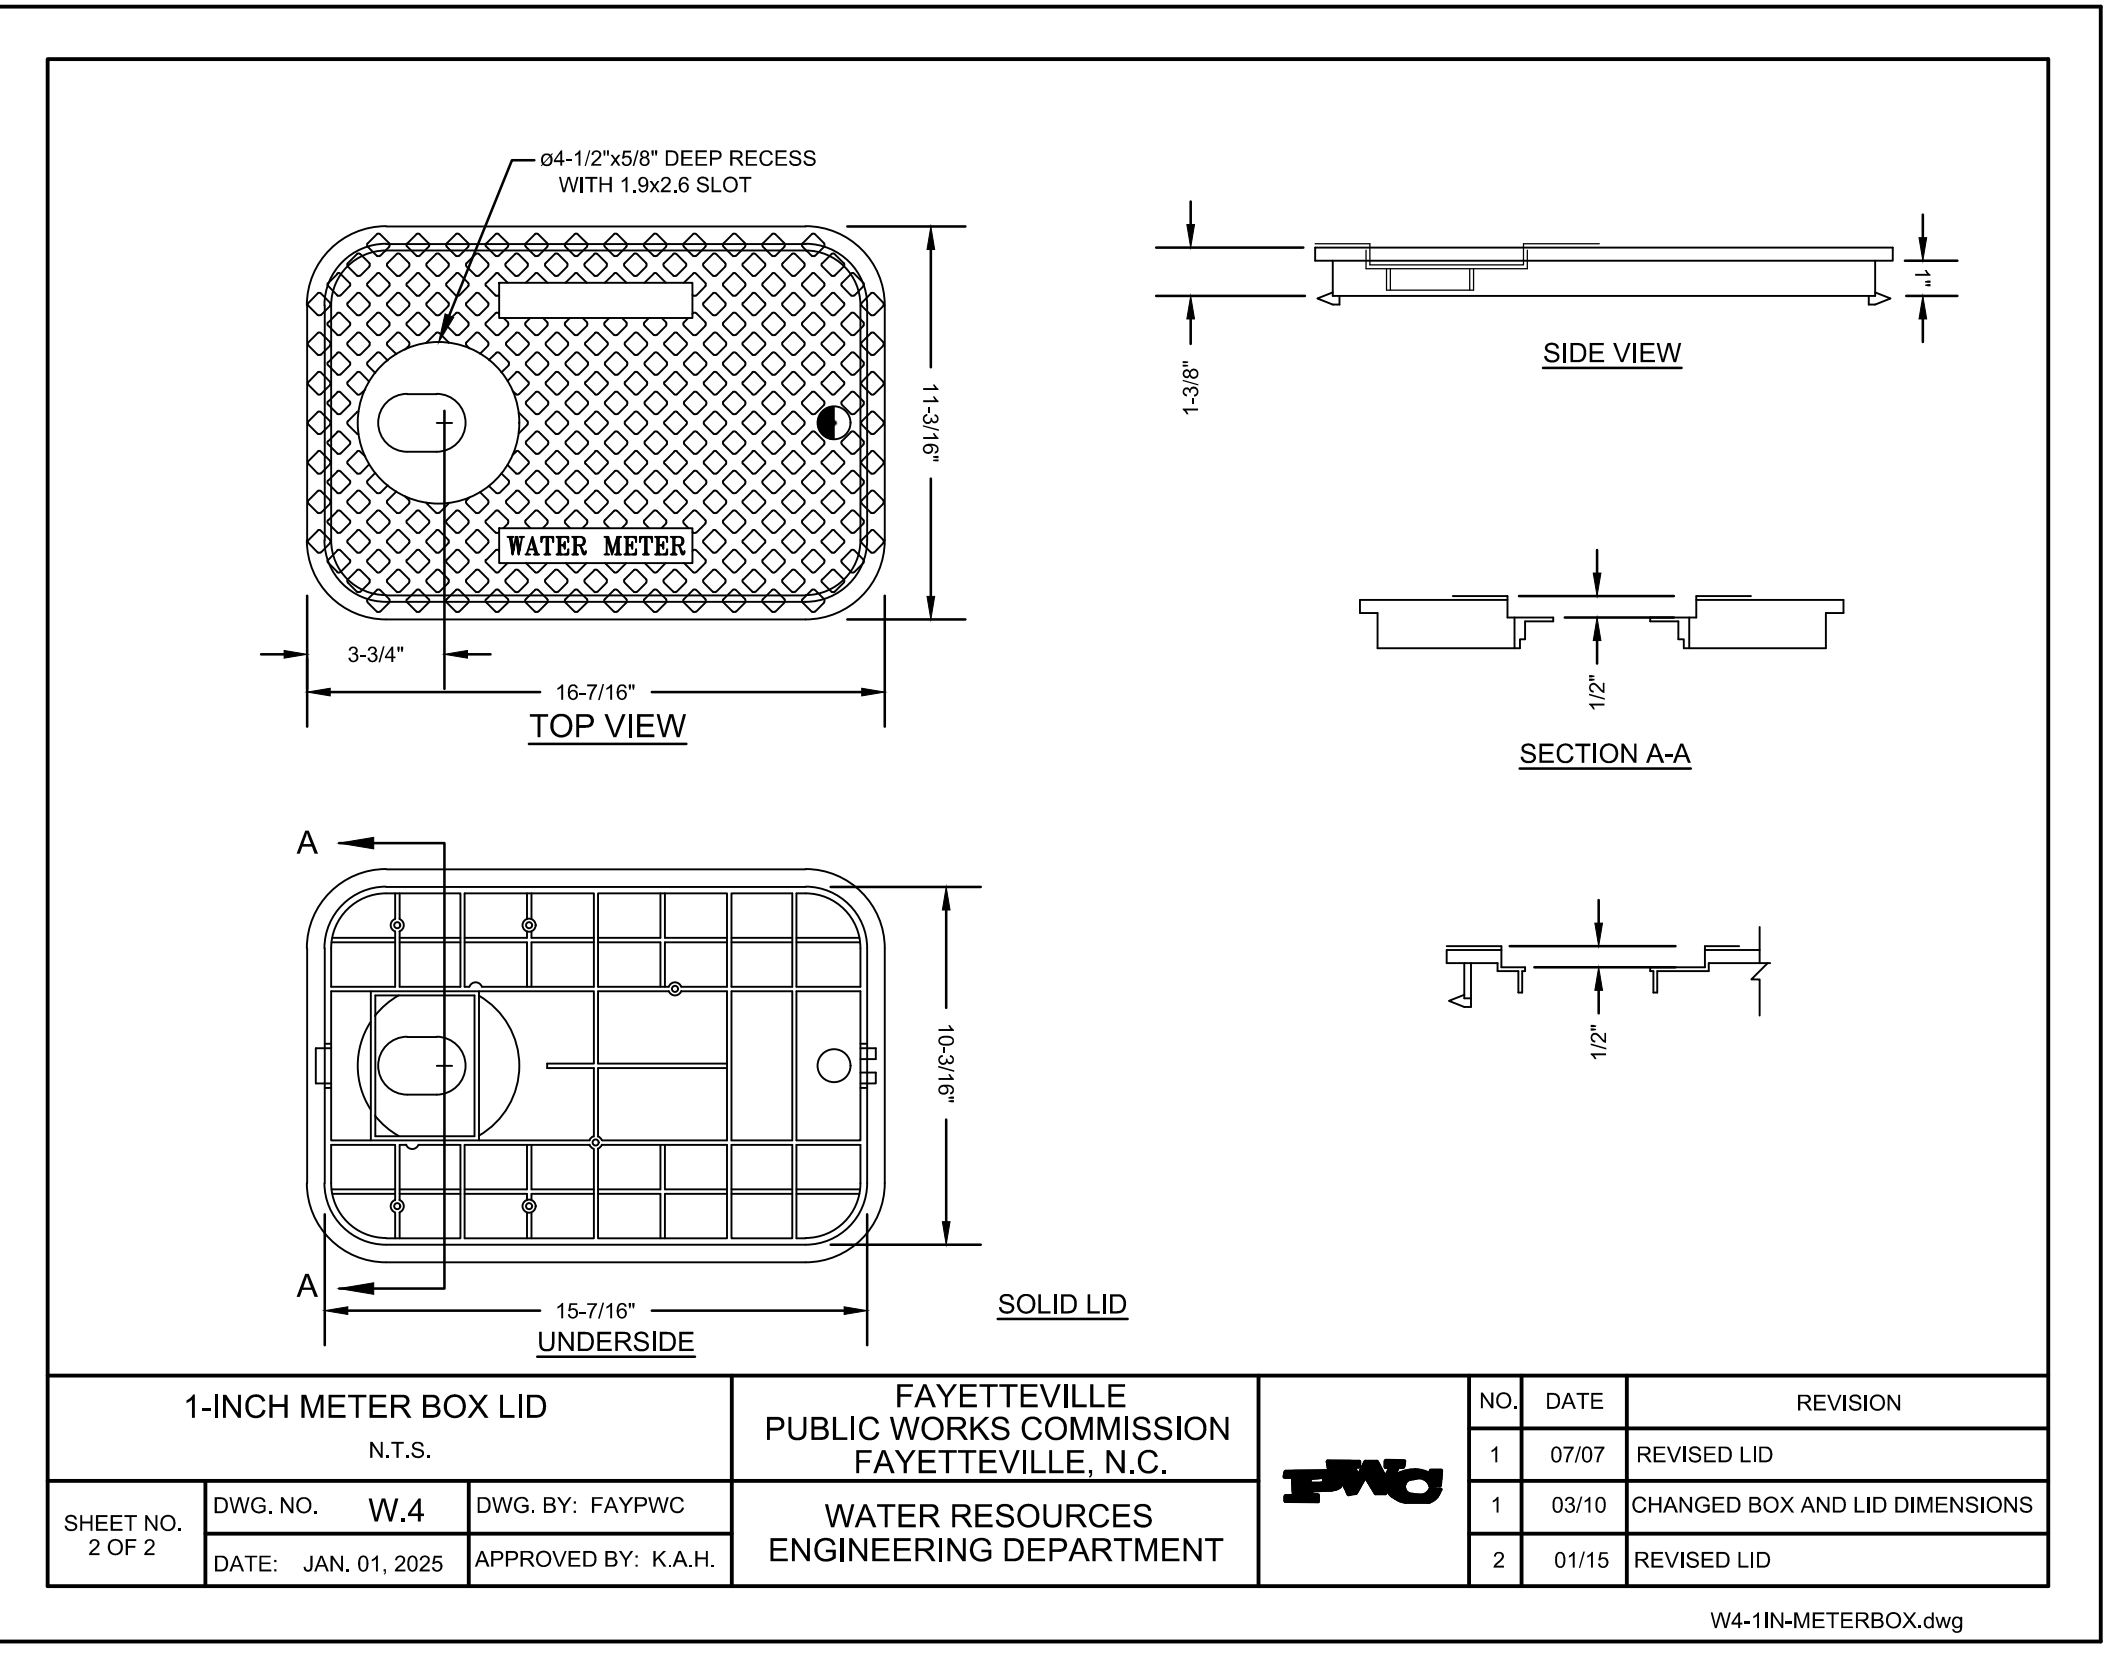 ø4-1/2"x5/8" DEEP RECESS
WITH 1.9x2.6 SLOT
WATER METER
11-3/16"
3-3/4"
16-7/16"
TOP VIEW
1-3/8"
1"
SIDE VIEW
1/2"
SECTION A-A
A
10-3/16"
A
15-7/16"
UNDERSIDE
1/2"
SOLID LID
1-INCH METER BOX LID
N.T.S.
SHEET NO.
2 OF 2
DWG. NO. W.4
DWG. BY: FAYPWC
DATE: JAN. 01, 2025
APPROVED BY: K.A.H.
FAYETTEVILLE
PUBLIC WORKS COMMISSION
FAYETTEVILLE, N.C.
WATER RESOURCES
ENGINEERING DEPARTMENT
PWC
NO. DATE REVISION
1 07/07 REVISED LID
1 03/10 CHANGED BOX AND LID DIMENSIONS
2 01/15 REVISED LID
W4-1IN-METERBOX.dwg